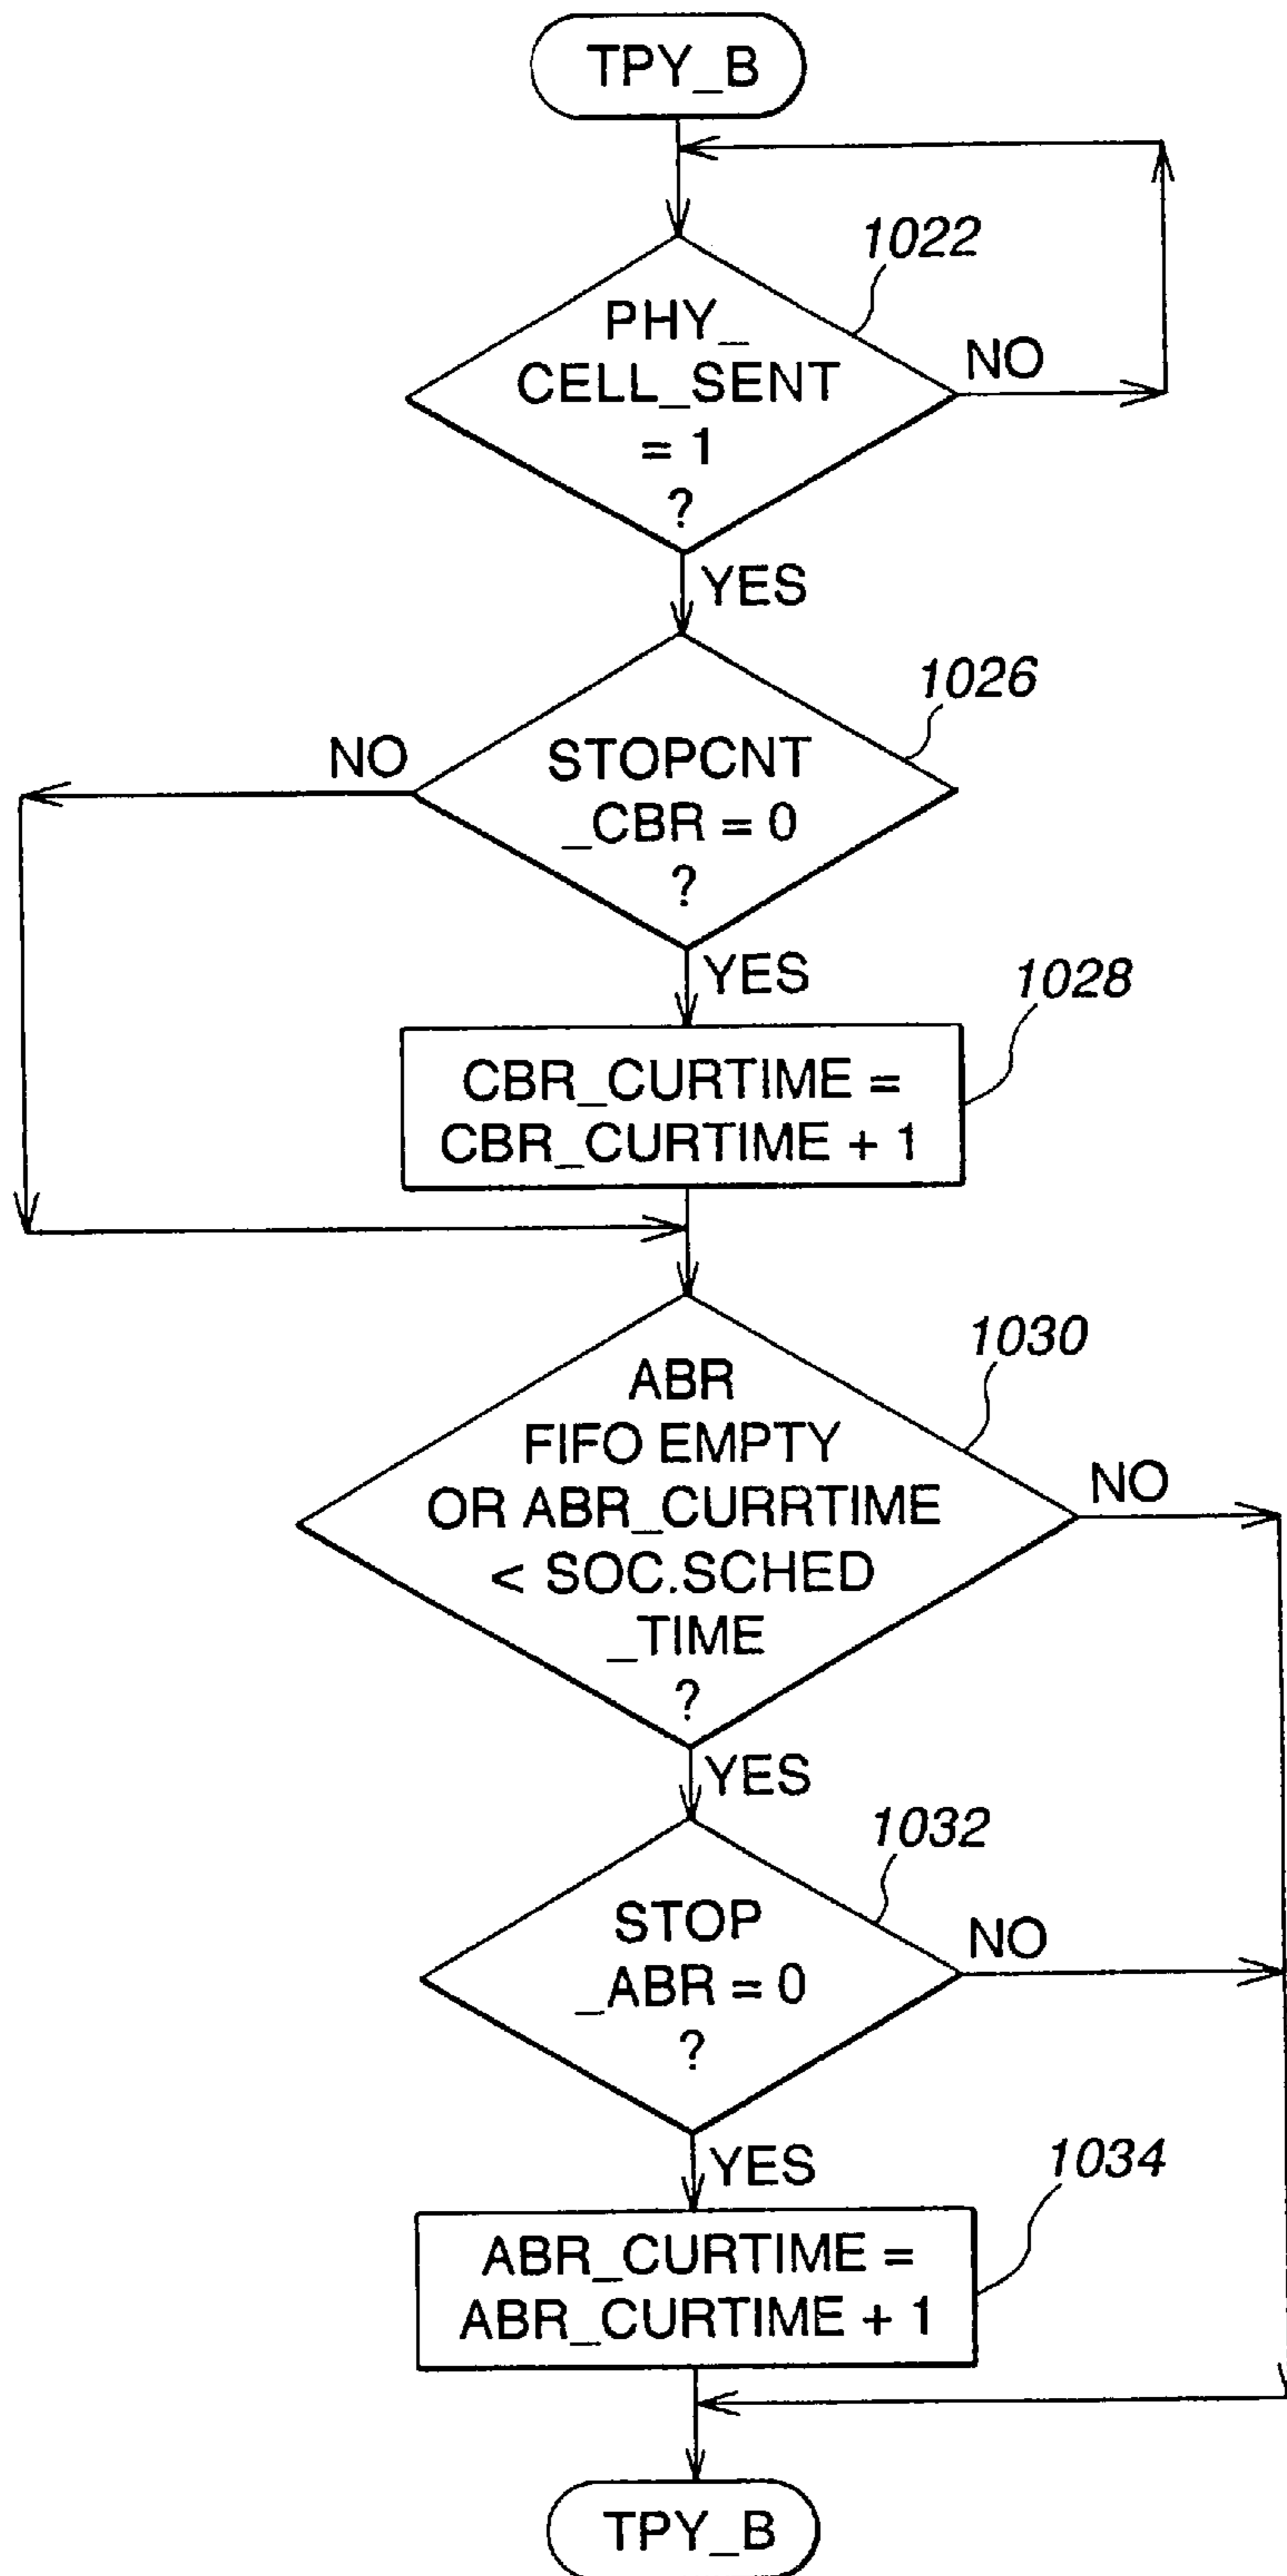 TPY_B
1022
PHY_
CELL_SENT
= 1
?
NO
YES
1026
NO
STOPCNT
_CBR = 0
?
YES
1028
CBR_CURTIME =
CBR_CURTIME + 1
1030
ABR
FIFO EMPTY
OR ABR_CURRTIME
< SOC.SCHED
_TIME
?
NO
YES
1032
STOP
_ABR = 0
?
NO
YES
1034
ABR_CURTIME =
ABR_CURTIME + 1
TPY_B